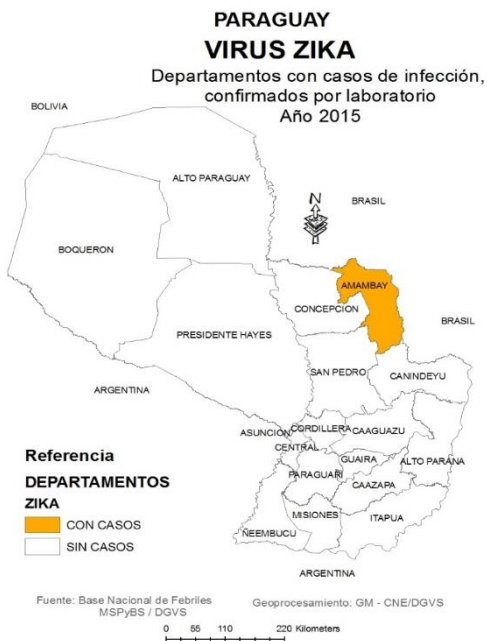 PARAGUAY
VIRUS ZIKA
Departamentos con casos de infección,
confirmados por laboratorio
Año 2015
BOLIVIA
ALTO PARAGUAY
N
BRASIL
BOQUERON
AMAMBAY
CONCEPCION
BRASIL
PRESIDENTE HAYES
SAN PEDRO
CANINDEYU
ARGENTINA
ASUNCION
CORDILLERA
CAAGUAZU
CENTRAL
GUAIRA
ALTO PARANA
PARAGUARI
CAAZAPA
MISIONES
ITAPUA
ÑEEMBUCU
ARGENTINA
Referencia
DEPARTAMENTOS
ZIKA
CON CASOS
SIN CASOS
Fuente: Base Nacional de Febriles
MSPyBS / DGVS
Geoprocesamiento: GM - CNE/DGVS
0 55 110 220 Kilometers